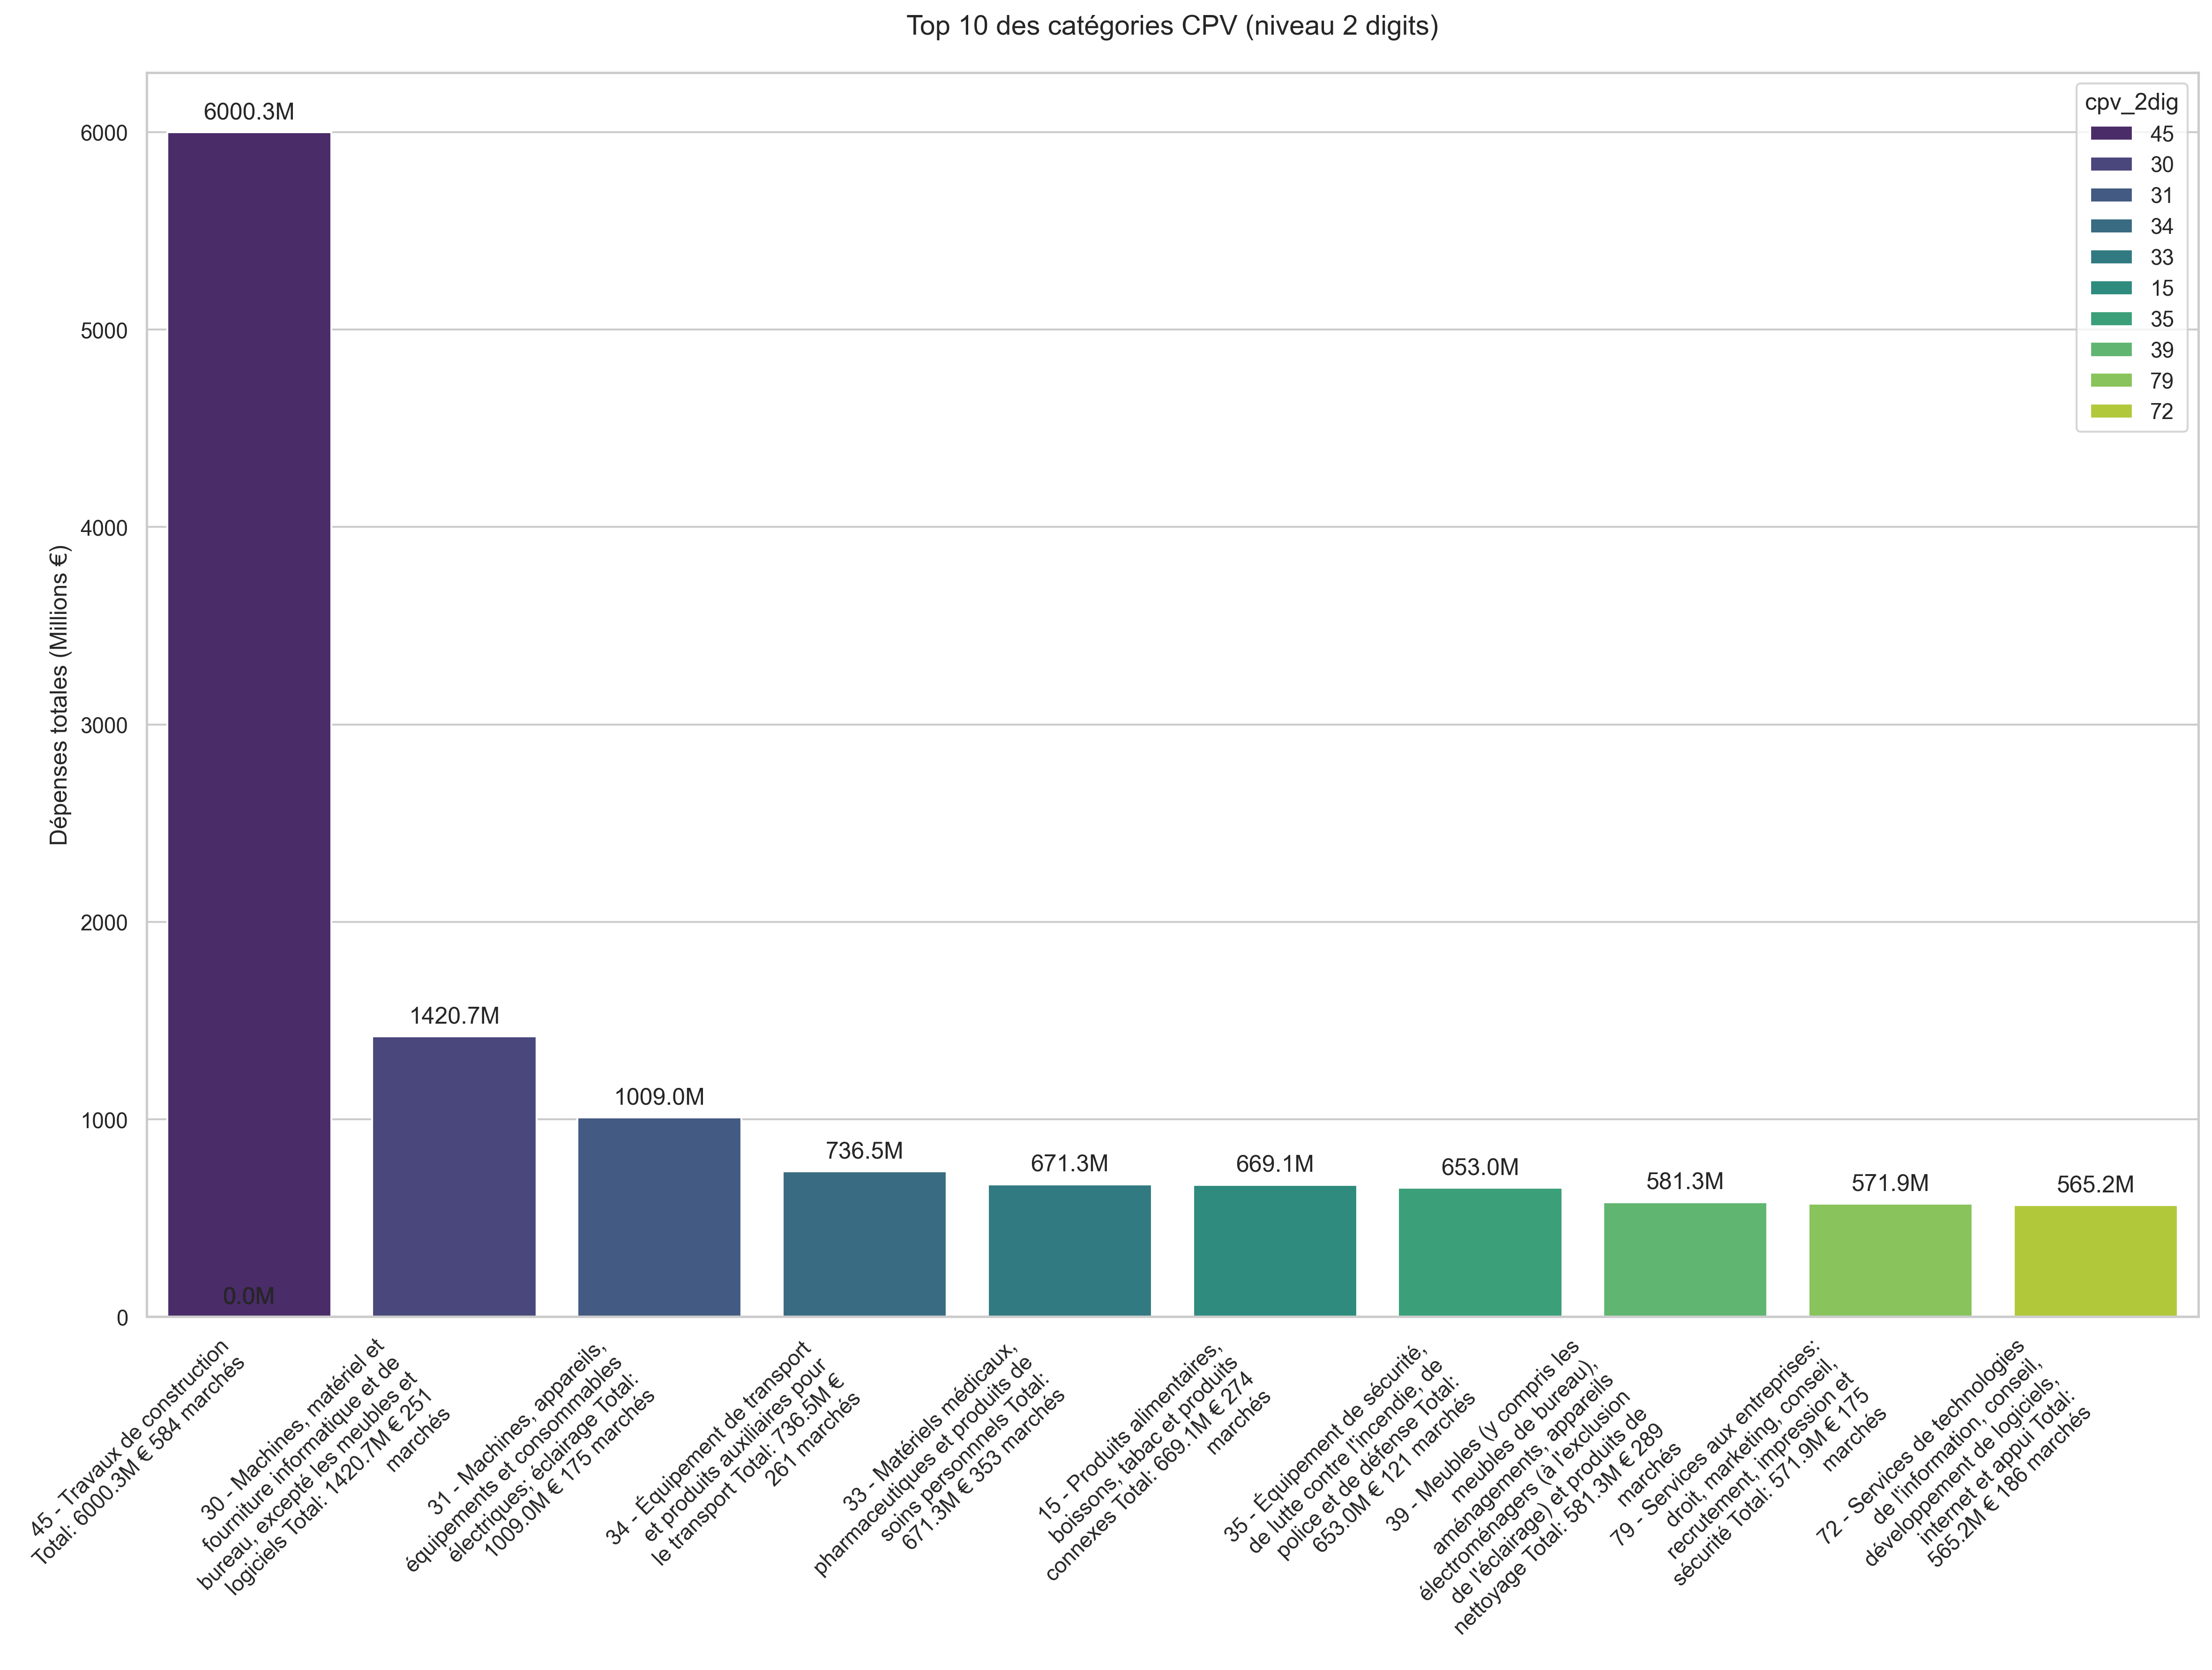 Top 10 des catégories CPV (niveau 2 digits)
Dépenses totales (Millions €)
6000
5000
4000
3000
2000
1000
0
6000.3M
0.0M
1420.7M
1009.0M
736.5M
671.3M
669.1M
653.0M
581.3M
571.9M
565.2M
cpv_2dig
45
30
31
34
33
15
35
39
79
72
45 - Travaux de construction
Total: 6000.3M € 584 marchés
30 - Machines, matériel et
fourniture informatique et de
bureau, excepté les meubles et
logiciels Total: 1420.7M € 251
marchés
31 - Machines, appareils,
équipements et consommables
électriques; éclairage Total:
1009.0M € 175 marchés
34 - Équipement de transport
et produits auxiliaires pour
le transport Total: 736.5M €
261 marchés
33 - Matériels médicaux,
pharmaceutiques et produits de
soins personnels Total:
671.3M € 353 marchés
15 - Produits alimentaires,
boissons, tabac et produits
connexes Total: 669.1M € 274
marchés
35 - Équipement de sécurité,
de lutte contre l'incendie, de
police et de défense Total:
653.0M € 121 marchés
39 - Meubles (y compris les
meubles de bureau),
aménagements, appareils
électroménagers (à l'exclusion
de l'éclairage) et produits de
nettoyage Total: 581.3M € 289
marchés
79 - Services aux entreprises:
droit, marketing, conseil,
recrutement, impression et
sécurité Total: 571.9M € 175
marchés
72 - Services de technologies
de l'information, conseil,
développement de logiciels,
internet et appui Total:
565.2M € 186 marchés